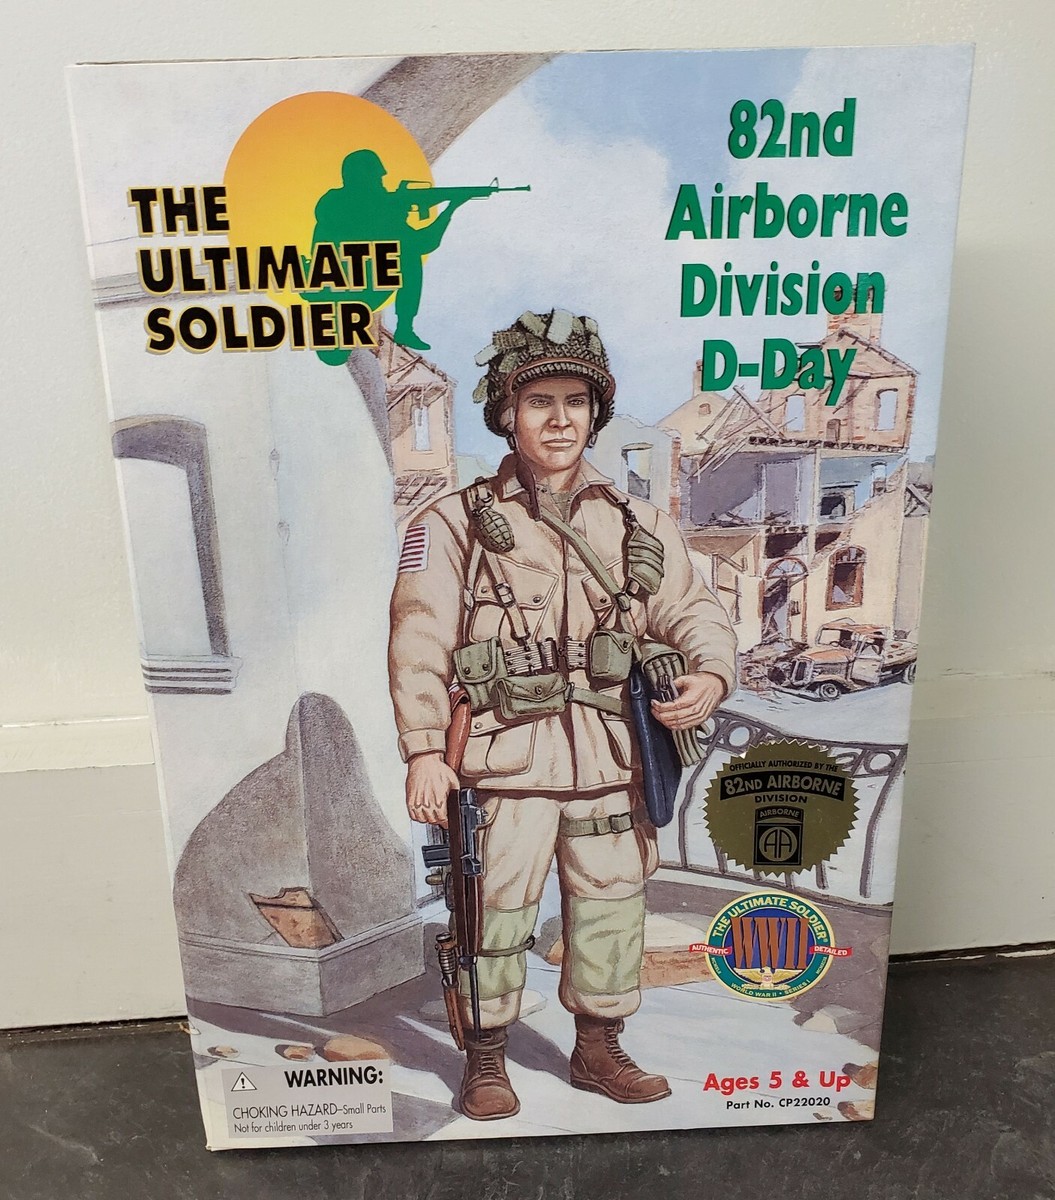 THE
ULTIMATE
SOLDIER
82nd
Airborne
Division
D-Day
OFFICIALLY AUTHORIZED BY THE
82ND AIRBORNE
DIVISION
AIRBORNE
AA
THE ULTIMATE SOLDIER
AUTHENTIC
WWII
DETAILED
WORLD WAR II • SERIES I
Ages 5 & Up
Part No. CP22020
WARNING:
CHOKING HAZARD–Small Parts
Not for children under 3 years